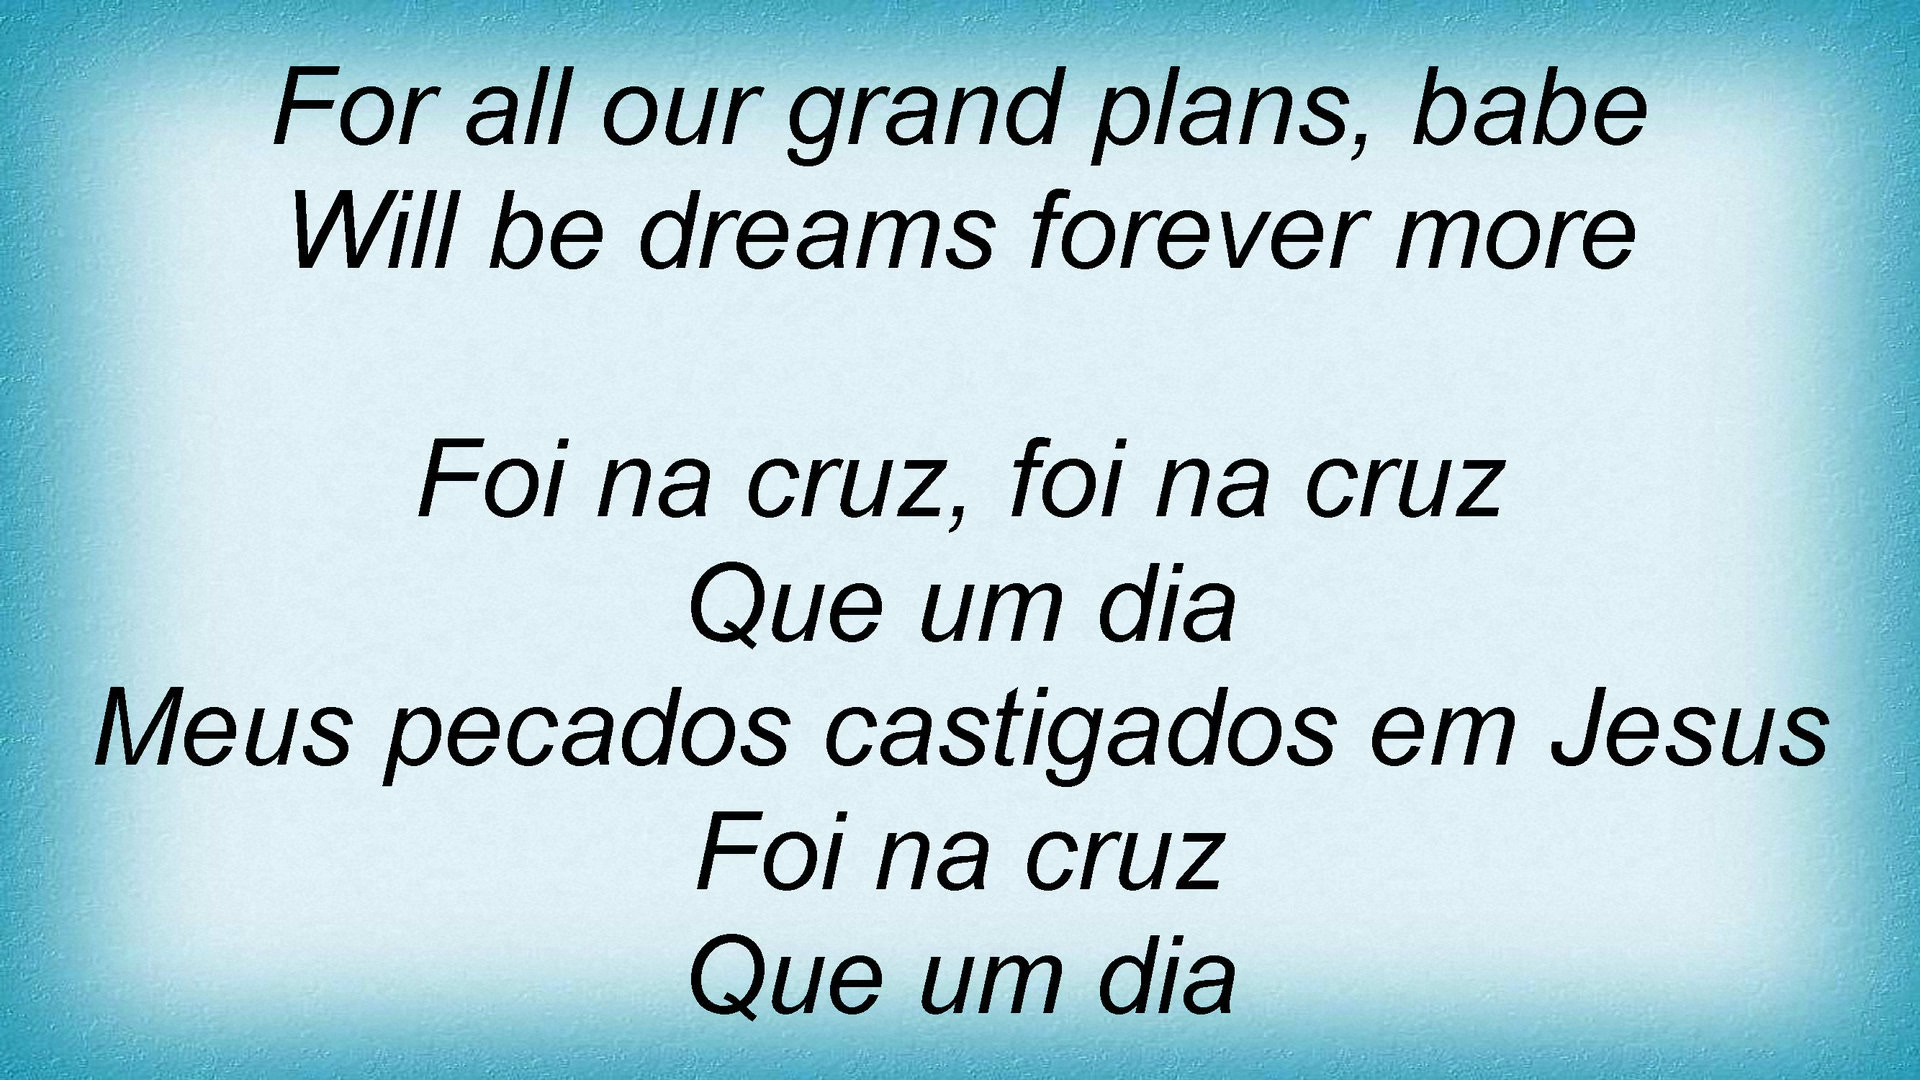 For all our grand plans, babe
Will be dreams forever more
Foi na cruz, foi na cruz
Que um dia
Meus pecados castigados em Jesus
Foi na cruz
Que um dia